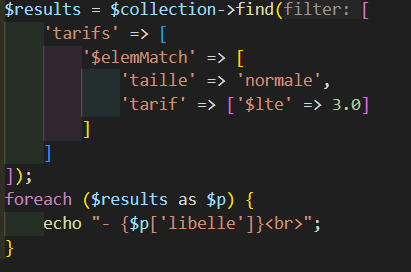 $results = $collection->find(filter: [
    'tarifs' => [
        '$elemMatch' => [
            'taille' => 'normale',
            'tarif' => ['$lte' => 3.0]
        ]
    ]
]);
foreach ($results as $p) {
    echo "- {$p['libelle']}<br>";
}